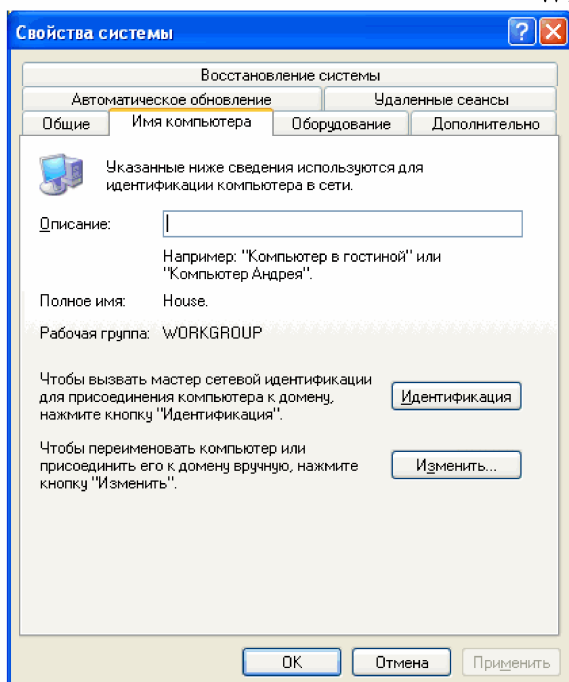 Свойства системы
Восстановление системы
Автоматическое обновление
Удаленные сеансы
Общие
Имя компьютера
Оборудование
Дополнительно
Указанные ниже сведения используются для
идентификации компьютера в сети.
Описание:
Например: "Компьютер в гостиной" или
"Компьютер Андрея".
Полное имя: House.
Рабочая группа: WORKGROUP
Чтобы вызвать мастер сетевой идентификации
для присоединения компьютера к домену,
нажмите кнопку "Идентификация".
Идентификация
Чтобы переименовать компьютер или
присоединить его к домену вручную, нажмите
кнопку "Изменить".
Изменить...
ОК
Отмена
Применить